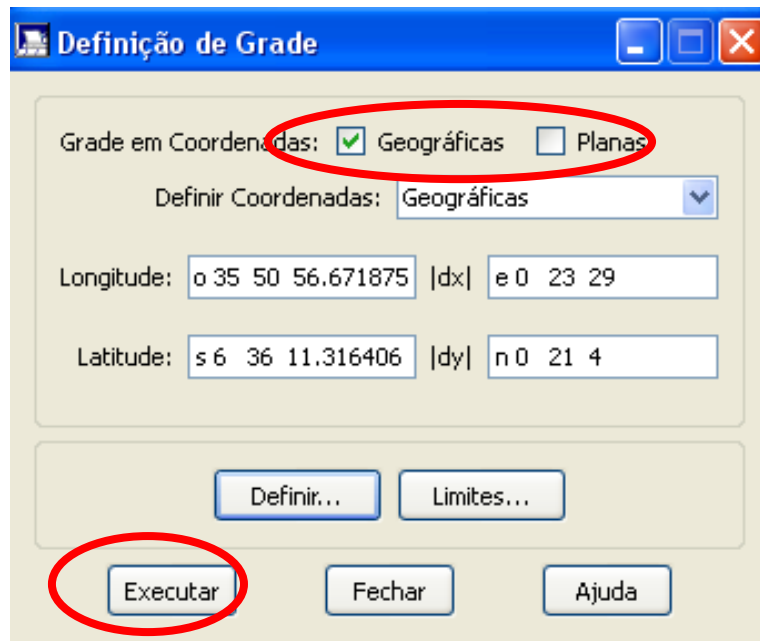 Definição de Grade
Grade em Coordenadas: Geográficas Planas
Definir Coordenadas: Geográficas
Longitude: o 35 50 56.671875 |dx| e 0 23 29
Latitude: s 6 36 11.316406 |dy| n 0 21 4
Definir... Limites...
Executar Fechar Ajuda